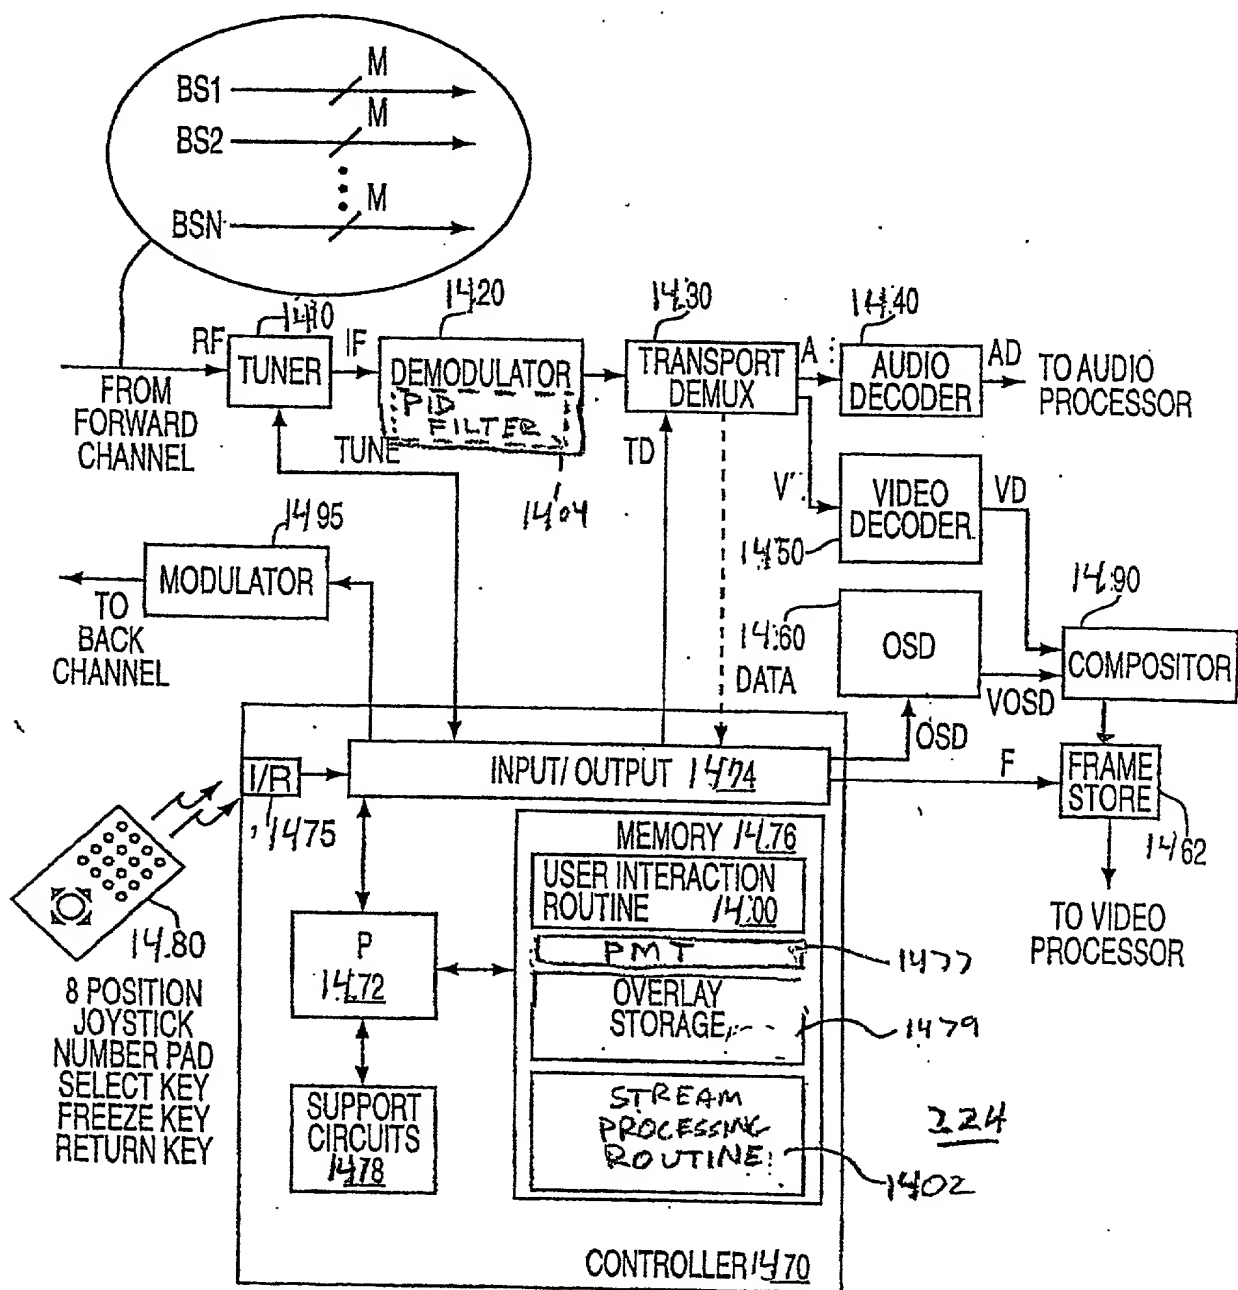 BS1 M
BS2 M
BSN M
1410
1420
1430
1440
RF
TUNER
IF
DEMODULATOR
PID
FILTER
TRANSPORT
DEMUX
A
AUDIO
DECODER
AD
TO AUDIO
PROCESSOR
FROM
FORWARD
CHANNEL
TUNE
1404
TD
V
VIDEO
DECODER
VD
1450
1495
MODULATOR
TO
BACK
CHANNEL
1460
OSD
1490
COMPOSITOR
DATA
VOSD
OSD
I/R
1475
INPUT/OUTPUT 1474
F
FRAME
STORE
1462
TO VIDEO
PROCESSOR
1480
8 POSITION
JOYSTICK
NUMBER PAD
SELECT KEY
FREEZE KEY
RETURN KEY
P
1472
SUPPORT
CIRCUITS
1478
MEMORY 1476
USER INTERACTION
ROUTINE 1400
PMT
1477
OVERLAY
STORAGE
1479
STREAM
PROCESSING
ROUTINE
1402
224
CONTROLLER 1470